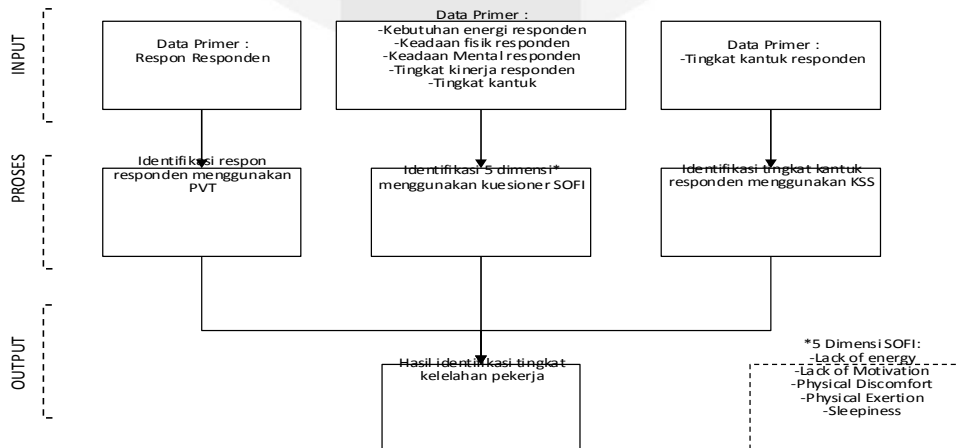 INPUT
Data Primer :
Respon Responden
Data Primer :
-Kebutuhan energi responden
-Keadaan fisik responden
-Keadaan Mental responden
-Tingkat kinerja responden
-Tingkat kantuk
Data Primer :
-Tingkat kantuk responden
PROSES
Identifikasi respon
responden menggunakan
PVT
Identifikasi 5 dimensi*
menggunakan kuesioner SOFI
Identifikasi tingkat kantuk
responden menggunakan KSS
OUTPUT
Hasil identifikasi tingkat
kelelahan pekerja
*5 Dimensi SOFI:
-Lack of energy
-Lack of Motivation
-Physical Discomfort
-Physical Exertion
-Sleepiness